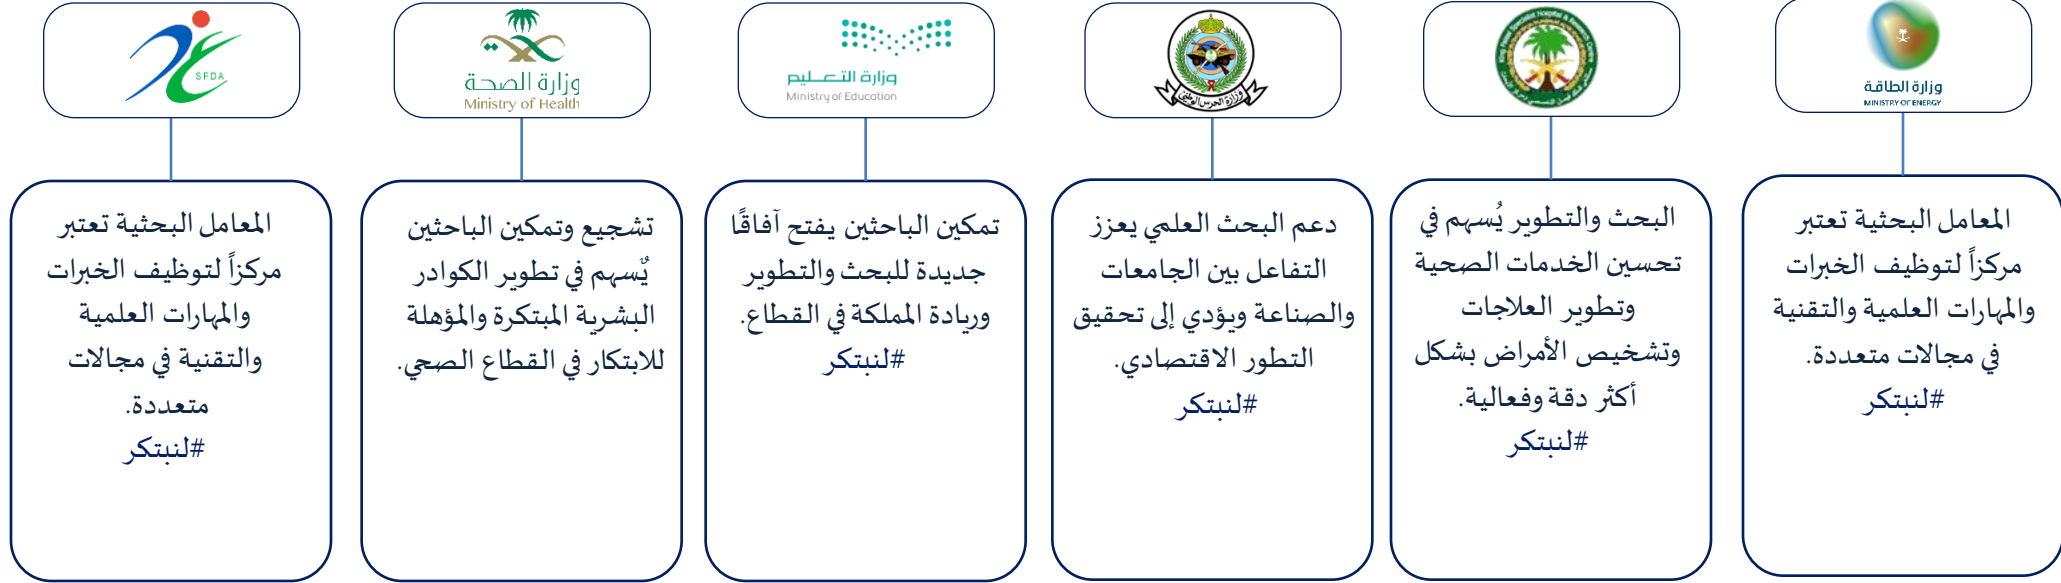 وزارة الطاقة
MINISTRY OF ENERGY
المعامل البحثية تعتبر
مركزاً لتوظيف الخبرات
والمهارات العلمية والتقنية
في مجالات متعددة.
#لنبتكر
البحث والتطوير يُسهم في
تحسين الخدمات الصحية
وتطوير العلاجات
وتشخيص الأمراض بشكل
أكثر دقة وفعالية.
#لنبتكر
وزارة الحرس الوطني
دعم البحث العلمي يعزز
التفاعل بين الجامعات
والصناعة ويؤدي إلى تحقيق
التطور الاقتصادي.
#لنبتكر
وزارة التعليم
Ministry of Education
تمكين الباحثين يفتح آفاقًا
جديدة للبحث والتطوير
وريادة المملكة في القطاع.
#لنبتكر
وزارة الصحة
Ministry of Health
تشجيع وتمكين الباحثين
يٌسهم في تطوير الكوادر
البشرية المبتكرة والمؤهلة
للابتكار في القطاع الصحي.
SFDA
المعامل البحثية تعتبر
مركزاً لتوظيف الخبرات
والمهارات العلمية
والتقنية في مجالات
متعددة.
#لنبتكر